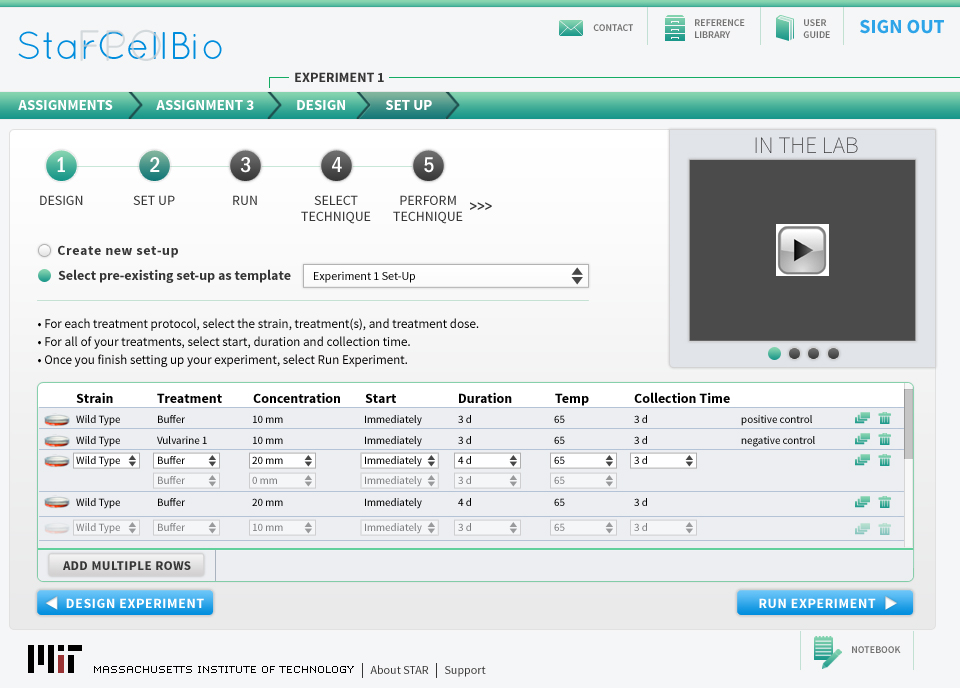 StarCellBio
FPO
CONTACT
REFERENCE
LIBRARY
USER
GUIDE
SIGN OUT
EXPERIMENT 1
ASSIGNMENTS
ASSIGNMENT 3
DESIGN
SET UP
1
2
3
4
5
DESIGN
SET UP
RUN
SELECT
TECHNIQUE
PERFORM
TECHNIQUE
>>>
IN THE LAB
Create new set-up
Select pre-existing set-up as template
Experiment 1 Set-Up
• For each treatment protocol, select the strain, treatment(s), and treatment dose.
• For all of your treatments, select start, duration and collection time.
• Once you finish setting up your experiment, select Run Experiment.
Strain Treatment Concentration Start Duration Temp Collection Time
Wild Type Buffer 10 mm Immediately 3 d 65 3 d positive control
Wild Type Vulvarine 1 10 mm Immediately 3 d 65 3 d negative control
Wild Type Buffer 20 mm Immediately 4 d 65 3 d
Buffer 0 mm Immediately 3 d 65
Wild Type Buffer 20 mm Immediately 4 d 65 3 d
Wild Type Buffer 10 mm Immediately 3 d 65 3 d
ADD MULTIPLE ROWS
DESIGN EXPERIMENT
RUN EXPERIMENT
MIT
MASSACHUSETTS INSTITUTE OF TECHNOLOGY | About STAR | Support
NOTEBOOK